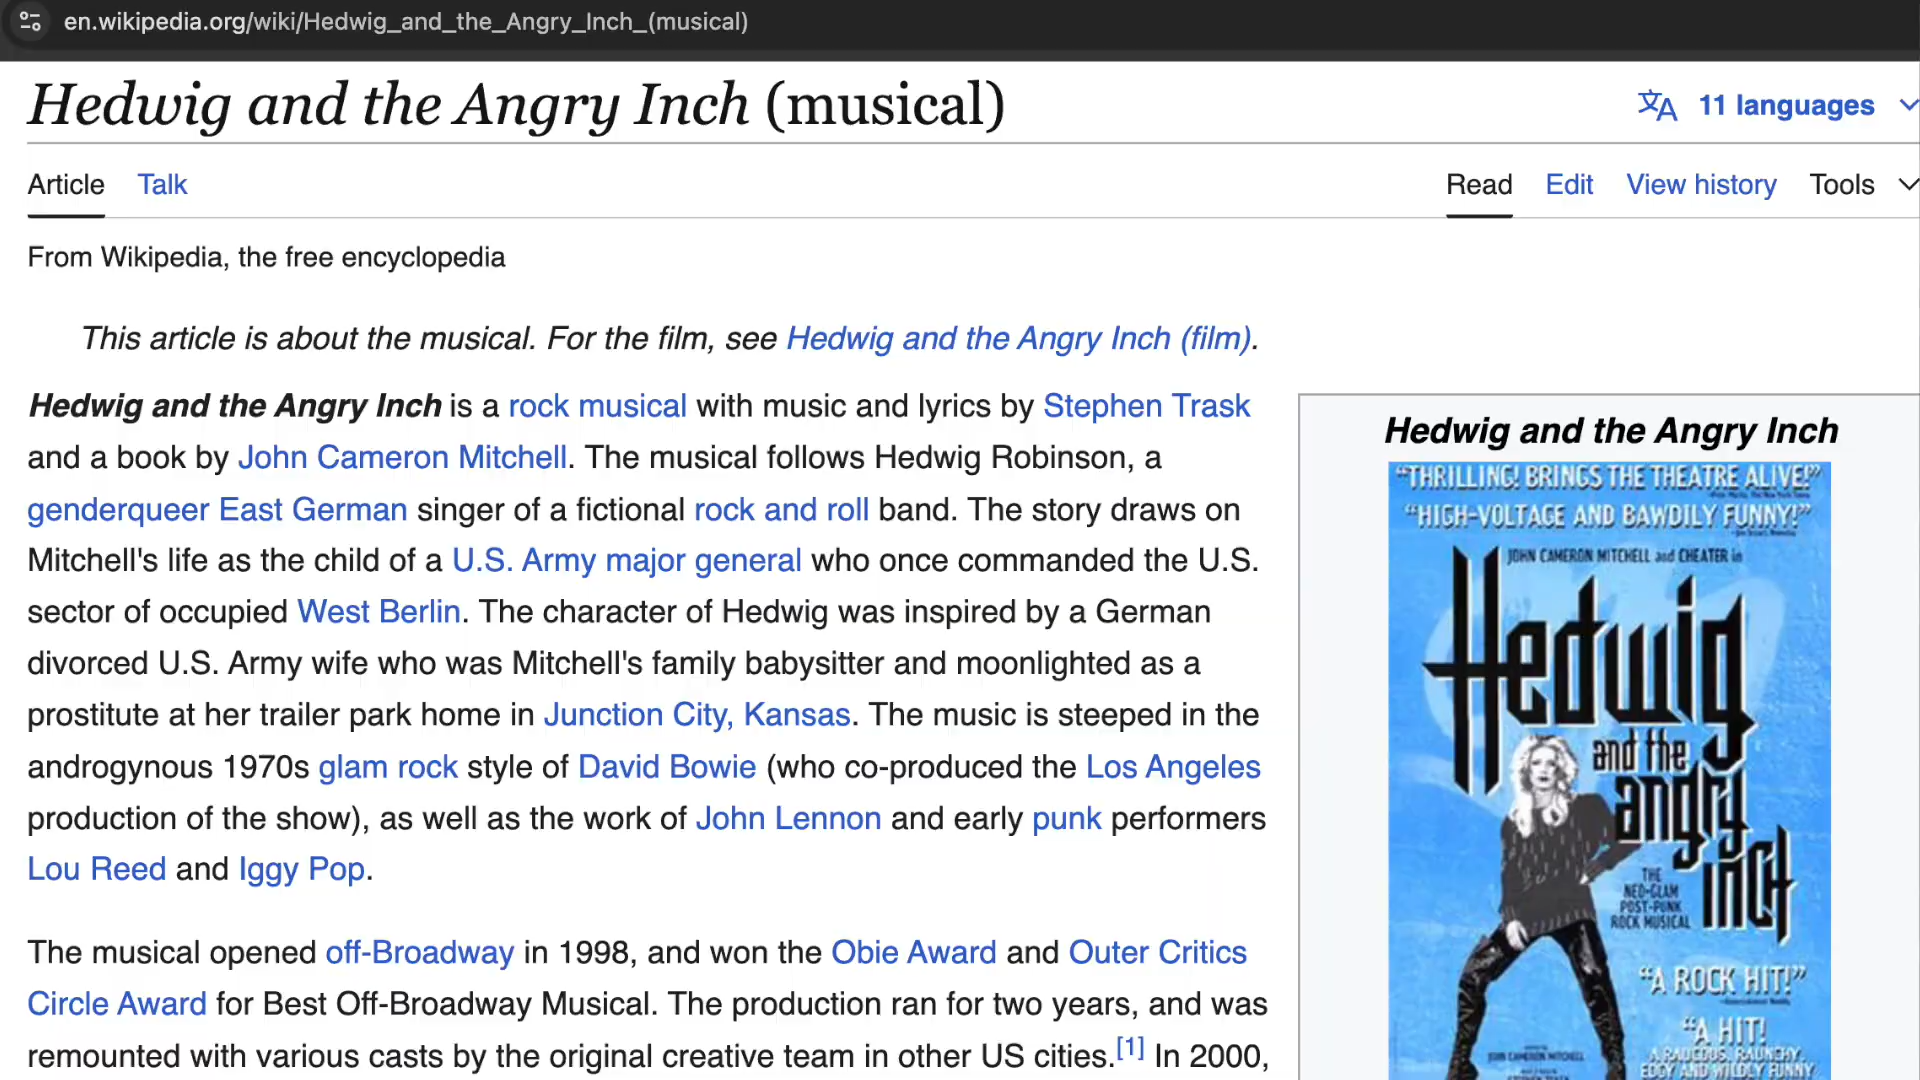 en.wikipedia.org/wiki/Hedwig_and_the_Angry_Inch_(musical)
Hedwig and the Angry Inch (musical)
11 languages
Article Talk
Read Edit View history Tools
From Wikipedia, the free encyclopedia
This article is about the musical. For the film, see Hedwig and the Angry Inch (film).
Hedwig and the Angry Inch is a rock musical with music and lyrics by Stephen Trask
and a book by John Cameron Mitchell. The musical follows Hedwig Robinson, a
genderqueer East German singer of a fictional rock and roll band. The story draws on
Mitchell's life as the child of a U.S. Army major general who once commanded the U.S.
sector of occupied West Berlin. The character of Hedwig was inspired by a German
divorced U.S. Army wife who was Mitchell's family babysitter and moonlighted as a
prostitute at her trailer park home in Junction City, Kansas. The music is steeped in the
androgynous 1970s glam rock style of David Bowie (who co-produced the Los Angeles
production of the show), as well as the work of John Lennon and early punk performers
Lou Reed and Iggy Pop.
The musical opened off-Broadway in 1998, and won the Obie Award and Outer Critics
Circle Award for Best Off-Broadway Musical. The production ran for two years, and was
remounted with various casts by the original creative team in other US cities.[1] In 2000,
Hedwig and the Angry Inch
"THRILLING! BRINGS THE THEATRE ALIVE!"
"HIGH-VOLTAGE AND BAWDILY FUNNY!"
JOHN CAMERON MITCHELL and CHEATER in
Hedwig
and the
angry
inch
THE
NEO-GLAM
POST-PUNK
ROCK MUSICAL
"A ROCK HIT!"
"A HIT!
A RAUCOUS, RAUNCHY,
EDGY AND WILDLY FUNNY
JOHN CAMERON MITCHELL